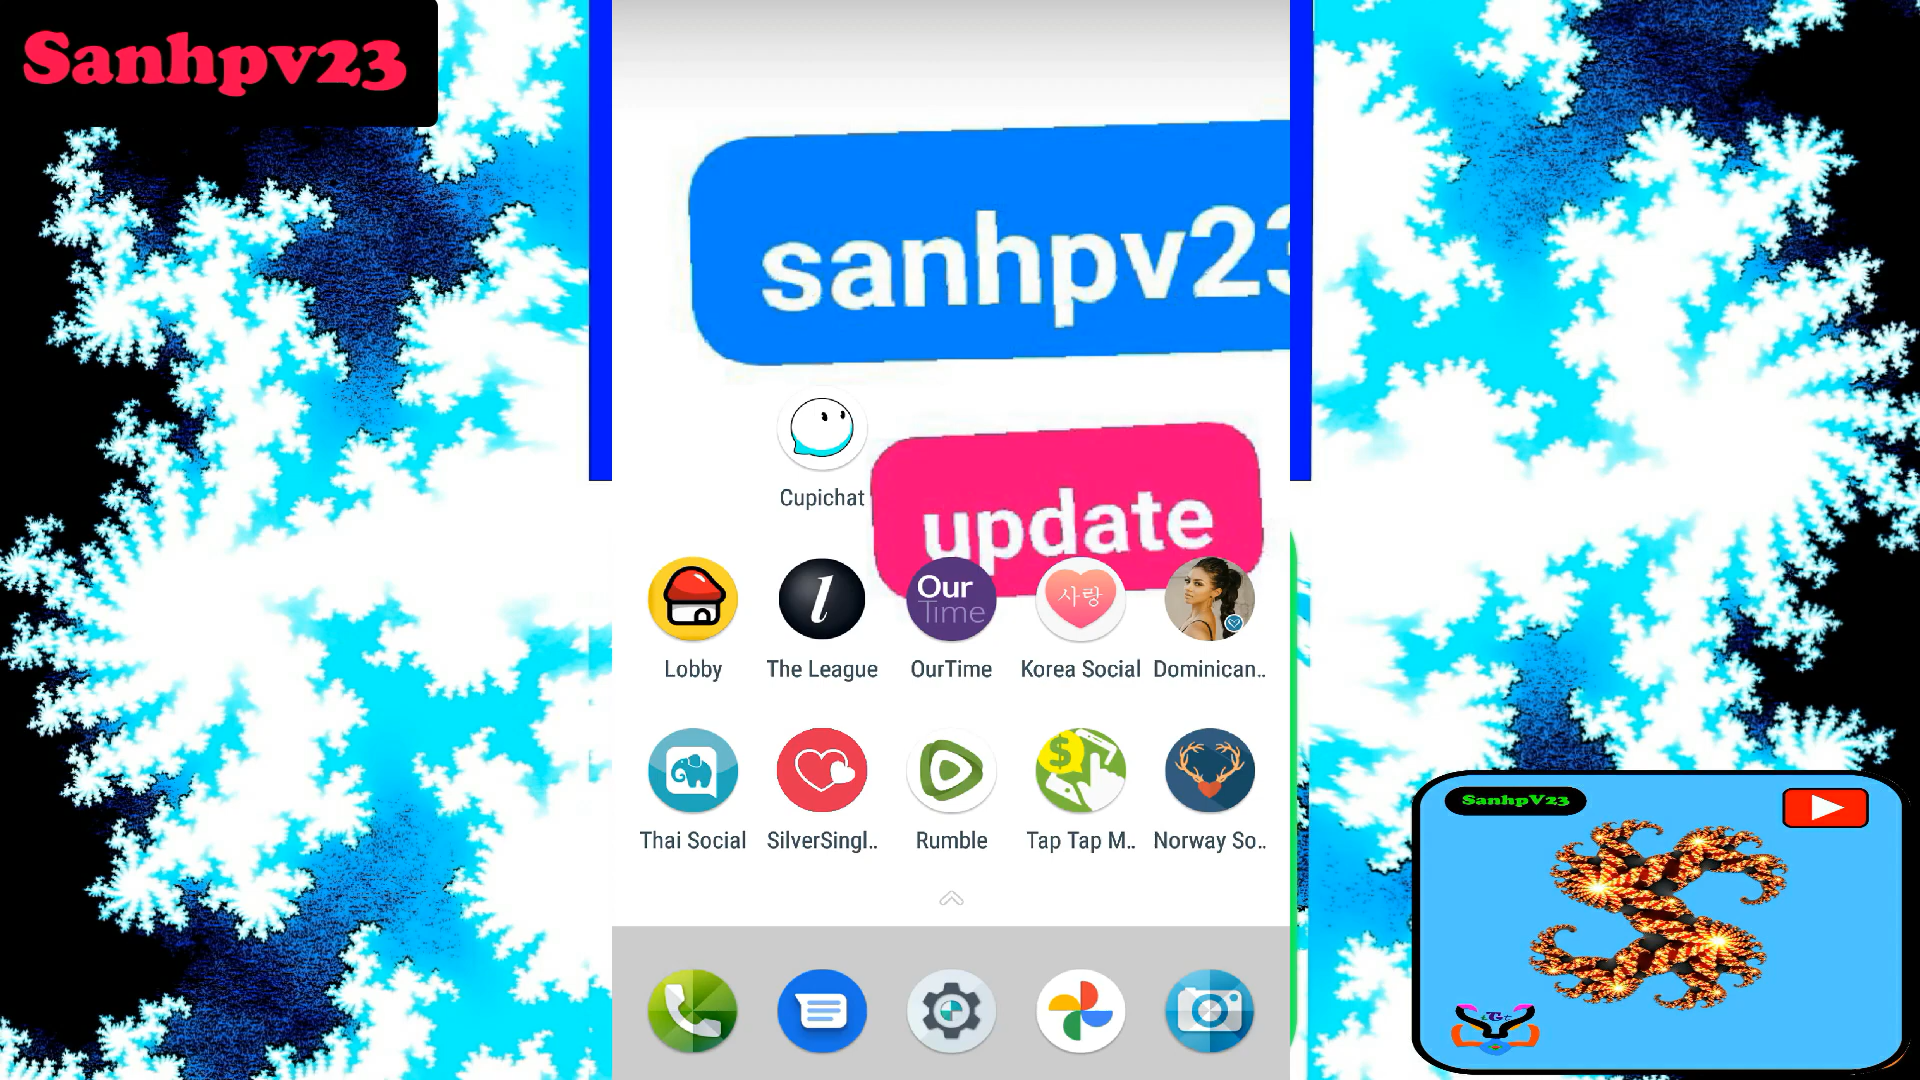 Sanhpv23
sanhpv23
update
Cupichat
Our
Time
사랑
l
$
Lobby
The League
OurTime
Korea Social
Dominican..
Thai Social
SilverSingl..
Rumble
Tap Tap M..
Norway So..
SanhpV23